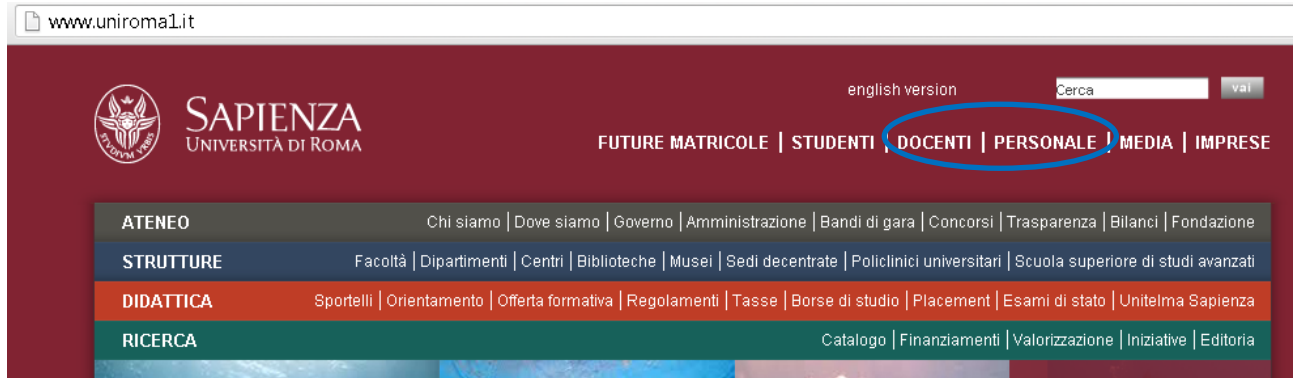 www.uniroma1.it
english version Cerca vai
SAPIENZA
UNIVERSITÀ DI ROMA
STVDIVM VRBIS
FUTURE MATRICOLE | STUDENTI | DOCENTI | PERSONALE | MEDIA | IMPRESE
ATENEO Chi siamo | Dove siamo | Governo | Amministrazione | Bandi di gara | Concorsi | Trasparenza | Bilanci | Fondazione
STRUTTURE Facoltà | Dipartimenti | Centri | Biblioteche | Musei | Sedi decentrate | Policlinici universitari | Scuola superiore di studi avanzati
DIDATTICA Sportelli | Orientamento | Offerta formativa | Regolamenti | Tasse | Borse di studio | Placement | Esami di stato | Unitelma Sapienza
RICERCA Catalogo | Finanziamenti | Valorizzazione | Iniziative | Editoria